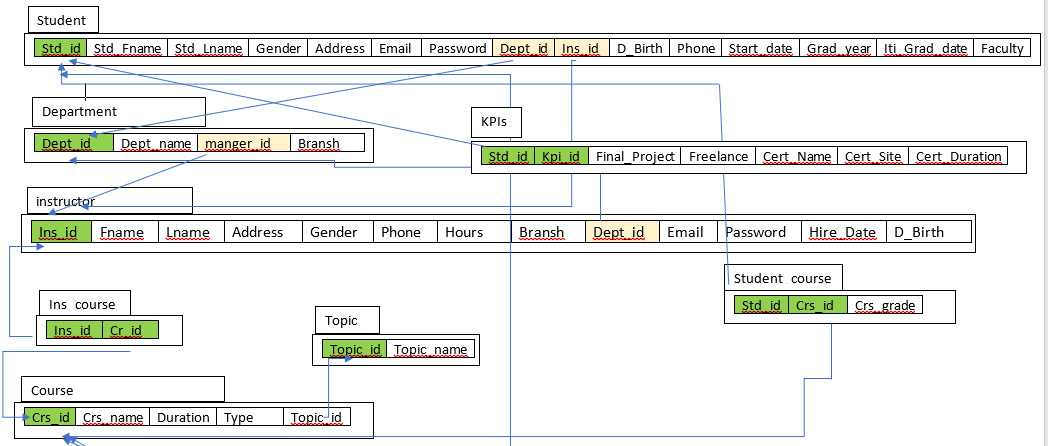 Student
Std_id Std_Fname Std_Lname Gender Address Email Password Dept_id Ins_id D_Birth Phone Start_date Grad_year Iti_Grad_date Faculty
Department
KPIs
Dept_id Dept_name manger_id Bransh
Std_id Kpi_id Final_Project Freelance Cert_Name Cert_Site Cert_Duration
instructor
Ins_id Fname Lname Address Gender Phone Hours Bransh Dept_id Email Password Hire_Date D_Birth
Student course
Std_id Crs_id Crs_grade
Ins course
Ins_id Cr_id
Topic
Topic_id Topic_name
Course
Crs_id Crs_name Duration Type Topic_id